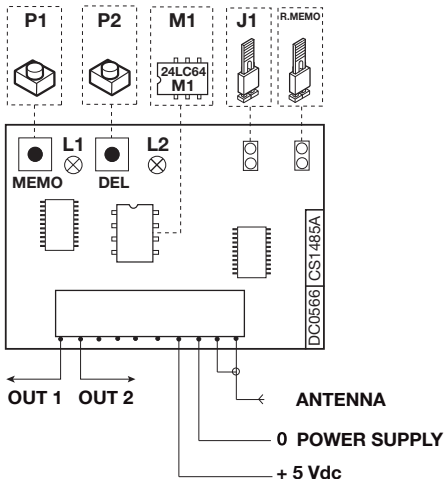 P1 P2 M1 J1 R.MEMO
24LC64
M1
L1 L2
MEMO DEL
DC0566 CS1485A
OUT 1 OUT 2
ANTENNA
0 POWER SUPPLY
+ 5 Vdc